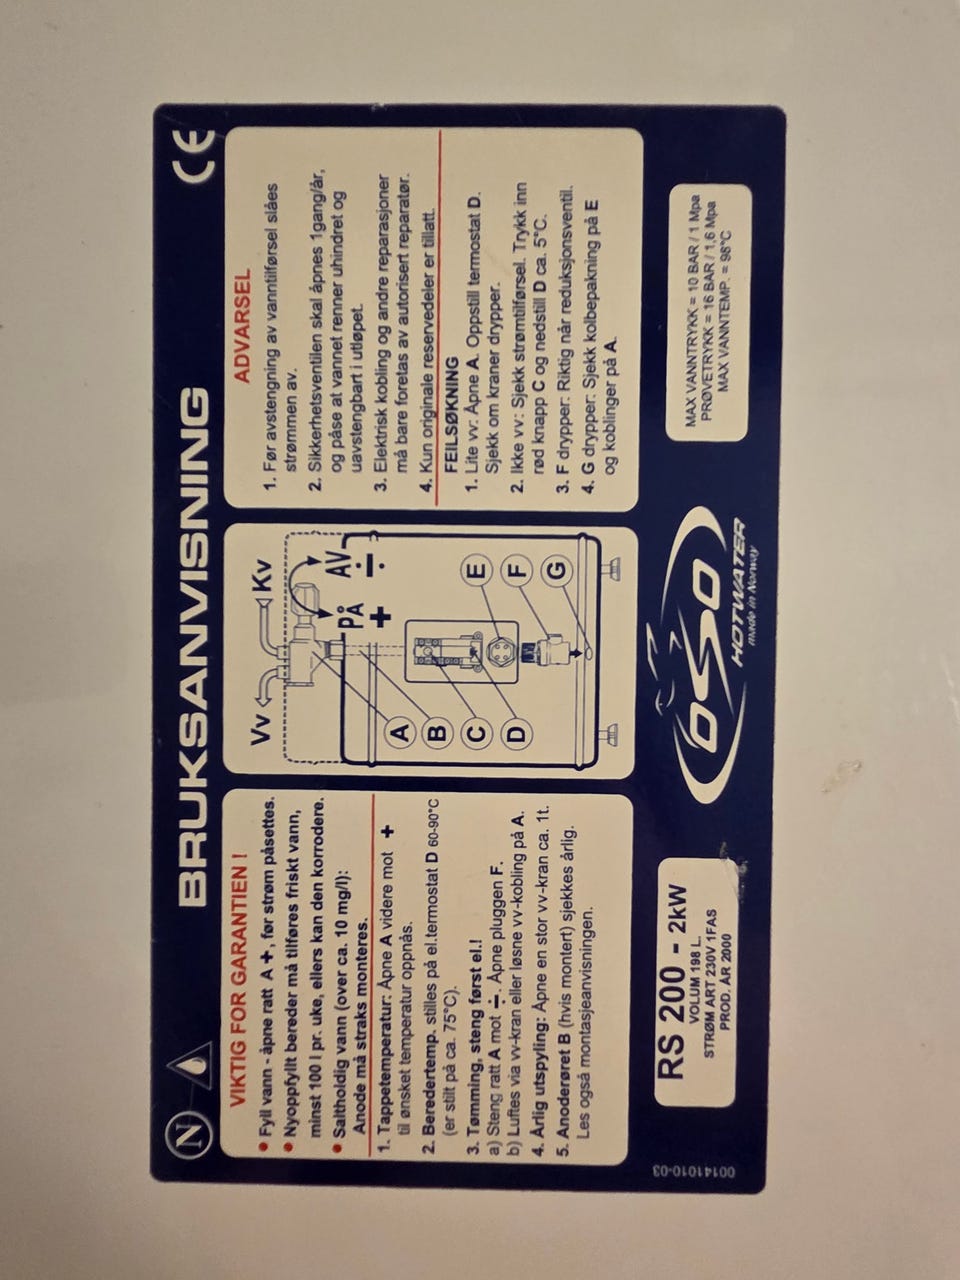 BRUKSANVISNING
N
CE
VIKTIG FOR GARANTIEN !
• Fyll vann - åpne ratt A +, før strøm påsettes.
• Nyoppfylt bereder må tilføres friskt vann,
minst 100 l pr. uke, ellers kan den korrodere.
• Saltholdig vann (over ca. 10 mg/l):
Anode må straks monteres.
1. Tappetemperatur: Åpne A videre mot +
til ønsket temperatur oppnås.
2. Beredertemp. stilles på el.termostat D 60-90°C
(er stilt på ca. 75°C).
3. Tømming, steng først el.!
a) Steng ratt A mot ÷. Åpne pluggen F.
b) Luftes via vv-kran eller løsne vv-kobling på A.
4. Årlig utspyling: Åpne en stor vv-kran ca. 1t.
5. Anoderøret B (hvis montert) sjekkes årlig.
Les også montasjeanvisningen.
Vv
Kv
PÅ
AV
+
÷
A
B
C
D
E
F
G
ADVARSEL
1. Før avstengning av vanntilførsel slåes
strømmen av.
2. Sikkerhetsventilen skal åpnes 1gang/år,
og påse at vannet renner uhindret og
uavstengbart i utløpet.
3. Elektrisk kobling og andre reparasjoner
må bare foretas av autorisert reparatør.
4. Kun originale reservedeler er tillatt.
FEILSØKNING
1. Lite vv: Åpne A. Oppstill termostat D.
Sjekk om kraner drypper.
2. Ikke vv: Sjekk strømtilførsel. Trykk inn
rød knapp C og nedstill D ca. 5°C.
3. F drypper: Riktig når reduksjonsventil.
4. G drypper: Sjekk kolbepakning på E
og koblinger på A.
RS 200 - 2kW
VOLUM 198 L.
STRØM ART 230V 1FAS
PROD. ÅR 2000
OSO
HOTWATER
made in Norway
MAX VANNTRYKK = 10 BAR / 1 Mpa
PRØVETRYKK = 16 BAR / 1,6 Mpa
MAX VANNTEMP. = 98°C
00141010-03